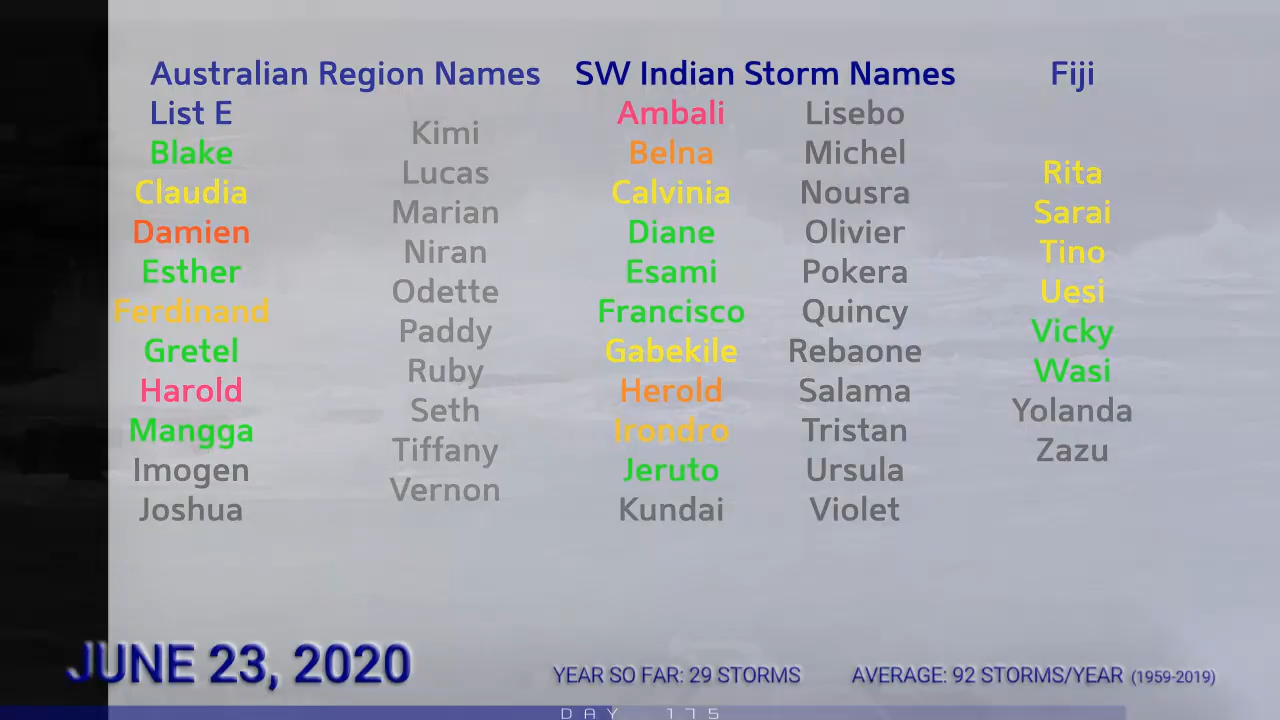 Australian Region Names
List E
Blake
Claudia
Damien
Esther
Ferdinand
Gretel
Harold
Mangga
Imogen
Joshua
Kimi
Lucas
Marian
Niran
Odette
Paddy
Ruby
Seth
Tiffany
Vernon
SW Indian Storm Names
Ambali
Belna
Calvinia
Diane
Esami
Francisco
Gabekile
Herold
Irondro
Jeruto
Kundai
Lisebo
Michel
Nousra
Olivier
Pokera
Quincy
Rebaone
Salama
Tristan
Ursula
Violet
Fiji
Rita
Sarai
Tino
Uesi
Vicky
Wasi
Yolanda
Zazu
JUNE 23, 2020
YEAR SO FAR: 29 STORMS
AVERAGE: 92 STORMS/YEAR (1959-2019)
DAY 175